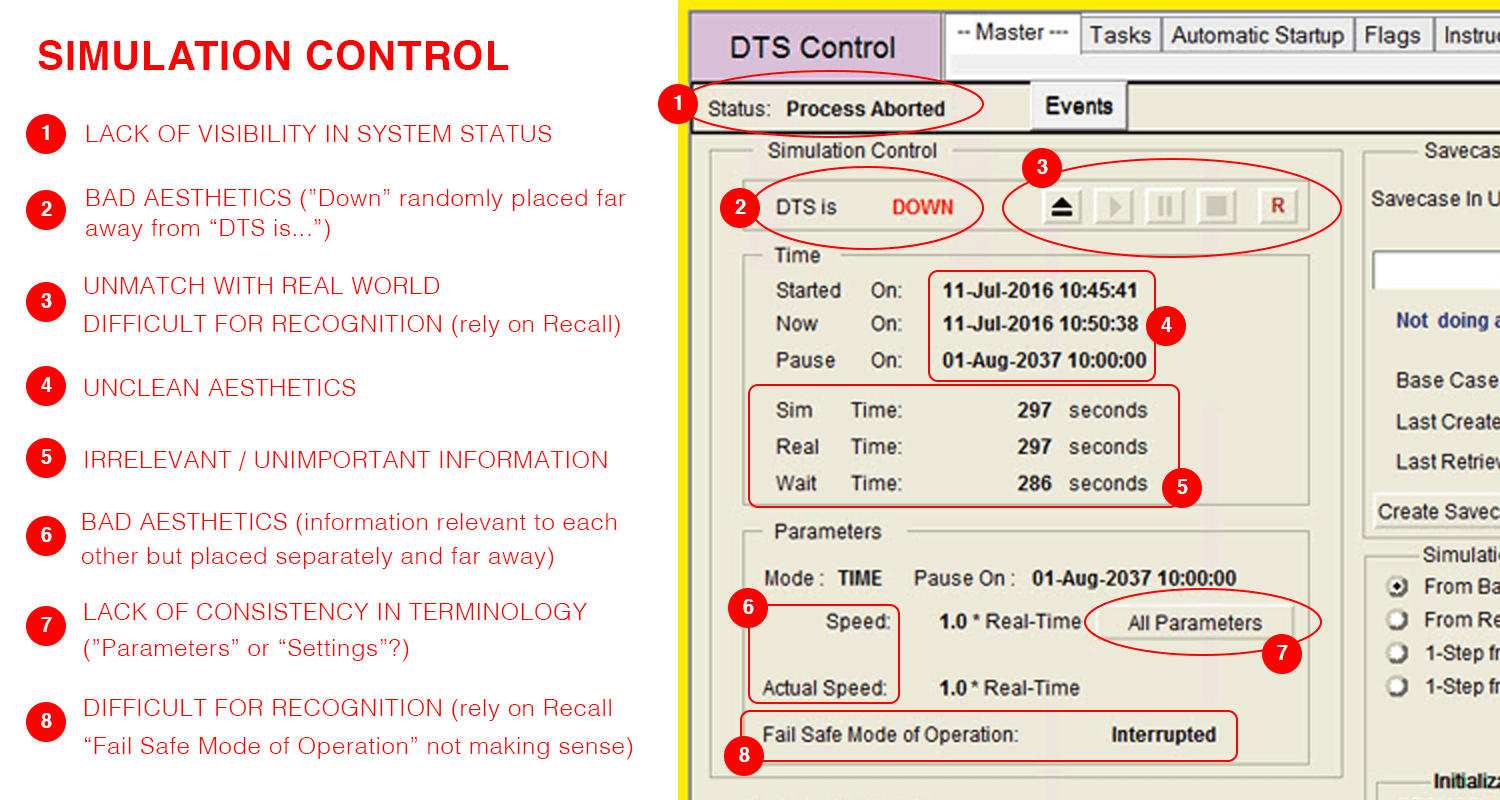 SIMULATION CONTROL
1 LACK OF VISIBILITY IN SYSTEM STATUS
2 BAD AESTHETICS (”Down” randomly placed far
away from “DTS is...”)
3 UNMATCH WITH REAL WORLD
DIFFICULT FOR RECOGNITION (rely on Recall)
4 UNCLEAN AESTHETICS
5 IRRELEVANT / UNIMPORTANT INFORMATION
6 BAD AESTHETICS (information relevant to each
other but placed separately and far away)
7 LACK OF CONSISTENCY IN TERMINOLOGY
(”Parameters” or “Settings”?)
8 DIFFICULT FOR RECOGNITION (rely on Recall
“Fail Safe Mode of Operation” not making sense)
DTS Control
-- Master --- Tasks Automatic Startup Flags Instruc
1 Status: Process Aborted Events
Simulation Control
3
2 DTS is DOWN R
Time
Started On: 11-Jul-2016 10:45:41
Now On: 11-Jul-2016 10:50:38 4
Pause On: 01-Aug-2037 10:00:00
Sim Time: 297 seconds
Real Time: 297 seconds
Wait Time: 286 seconds 5
Parameters
Mode : TIME Pause On : 01-Aug-2037 10:00:00
6 Speed: 1.0 * Real-Time All Parameters
7
Actual Speed: 1.0 * Real-Time
Fail Safe Mode of Operation: Interrupted
8
Savecas
Savecase In U
Not doing a
Base Case
Last Create
Last Retriev
Create Savec
Simulatio
From Ba
From Re
1-Step fr
1-Step fr
Initializa